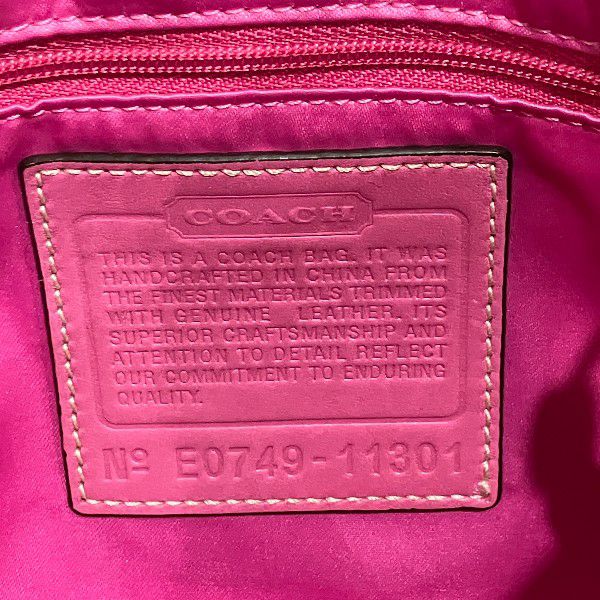 COACH
THIS IS A COACH BAG. IT WAS
HANDCRAFTED IN CHINA FROM
THE FINEST MATERIALS TRIMMED
WITH GENUINE LEATHER. ITS
SUPERIOR CRAFTSMANSHIP AND
ATTENTION TO DETAIL REFLECT
OUR COMMITMENT TO ENDURING
QUALITY.
Nº E0749-11301